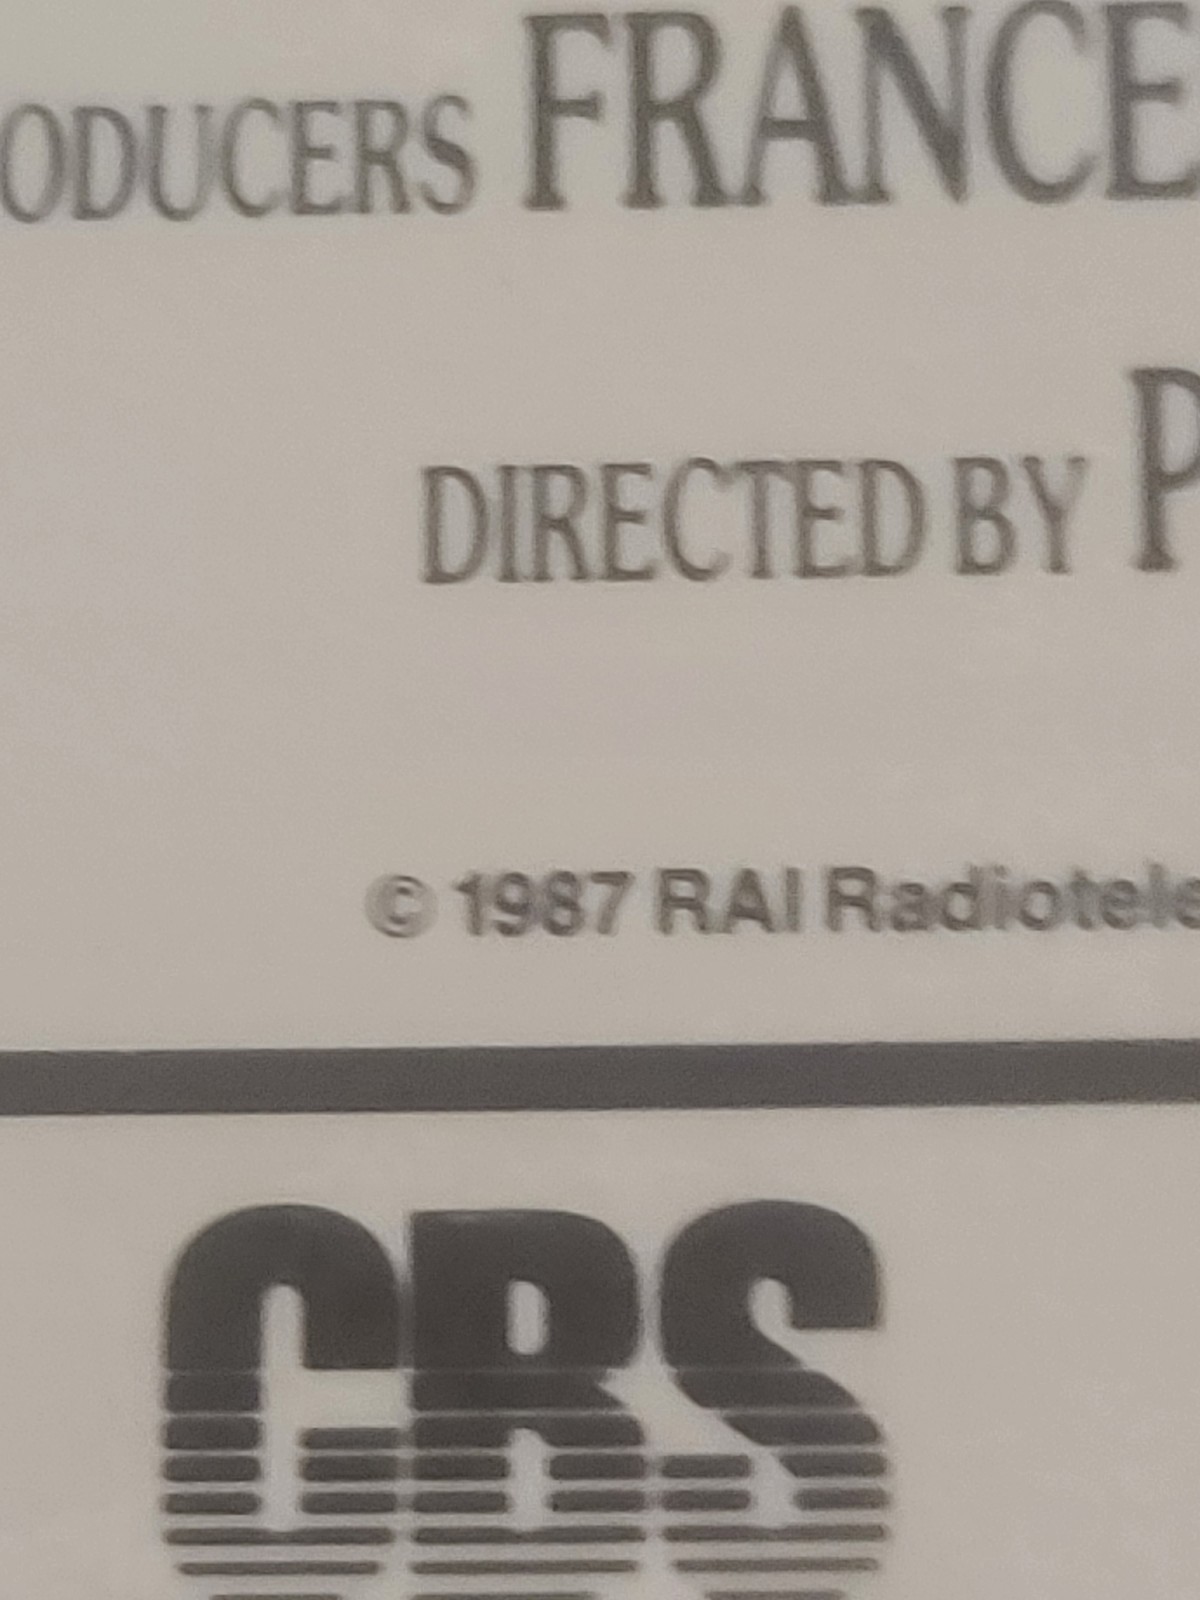 ODUCERS FRANCE
DIRECTED BY P
© 1987 RAI Radiotele
CBS